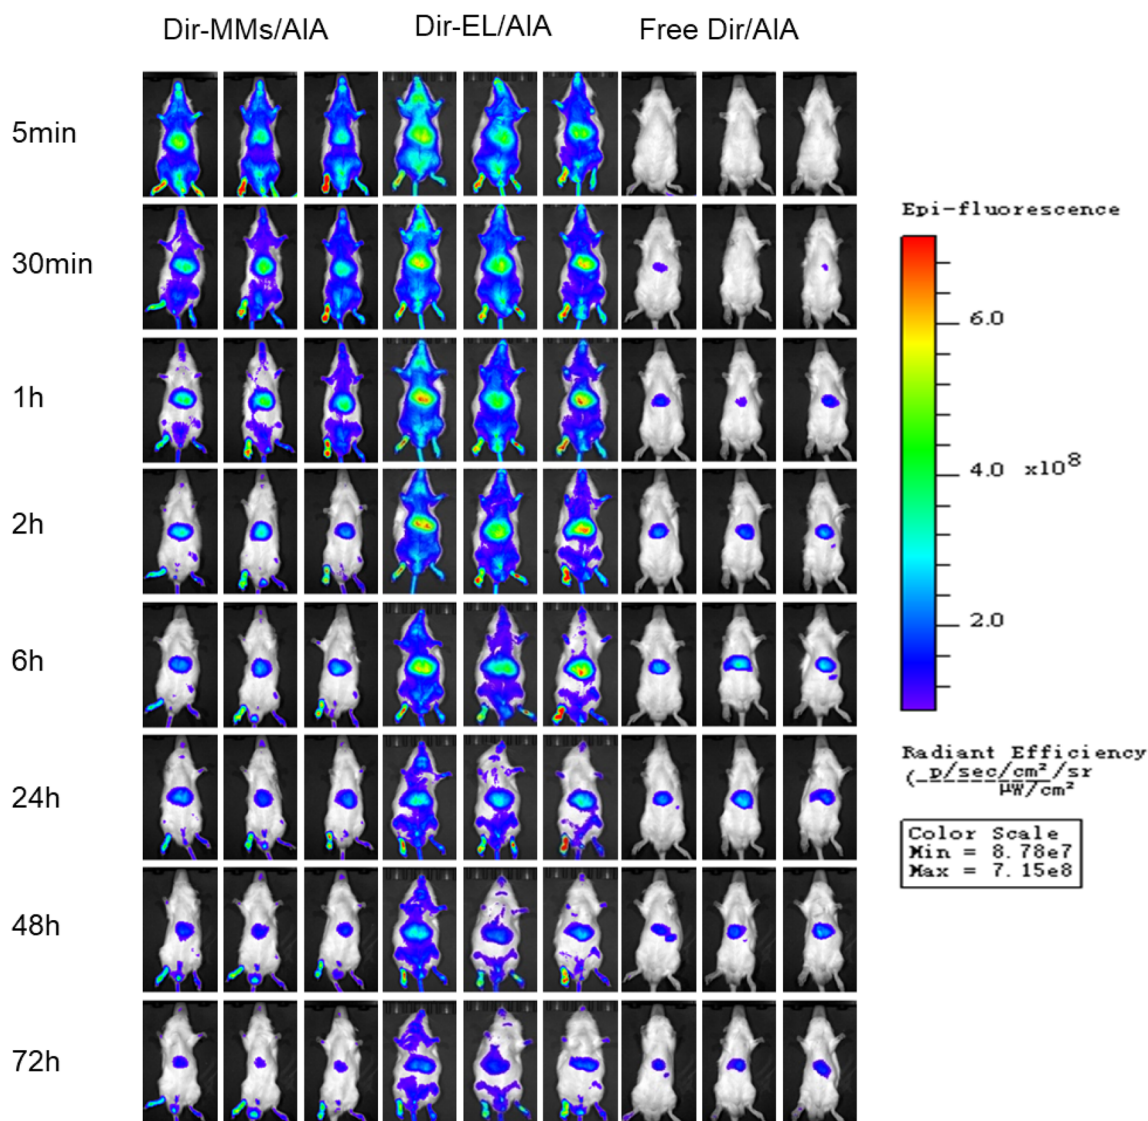 Dir-MMs/AIA Dir-EL/AIA Free Dir/AIA
5min
30min
1h
2h
6h
24h
48h
72h
Epi-fluorescence
6.0
4.0 x10⁸
2.0
Radiant Efficiency
(p/sec/cm²/sr
µW/cm²
Color Scale
Min = 8.78e7
Max = 7.15e8